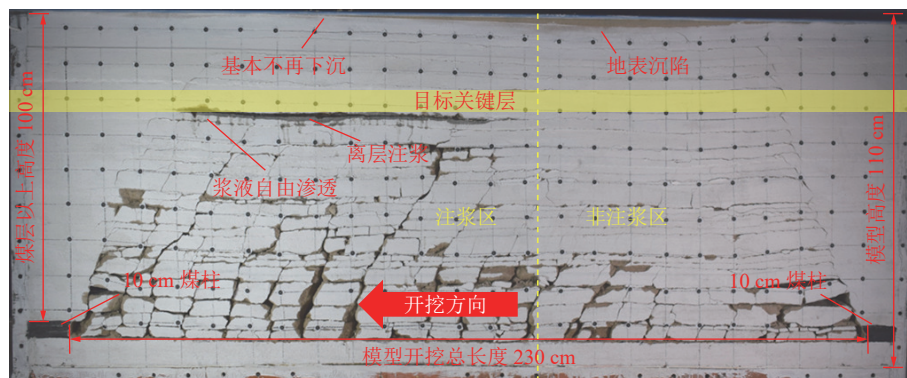 基本不再下沉
地表沉陷
目标关键层
离层注浆
浆液自由渗透
煤层以上高度 100 cm
模型高度 110 cm
注浆区
非注浆区
10 cm 煤柱
10 cm 煤柱
开挖方向
模型开挖总长度 230 cm